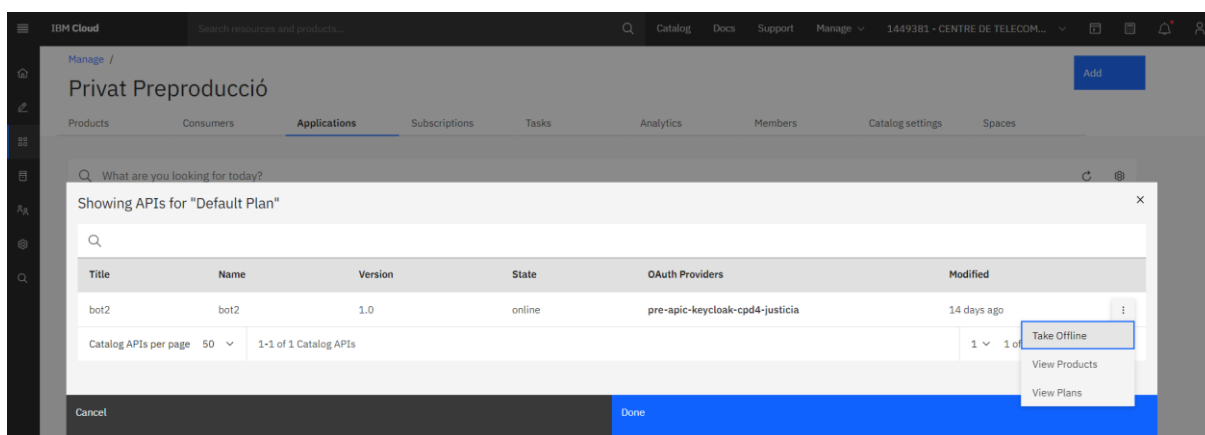 IBM Cloud Search resources and products... Catalog Docs Support Manage 1449381 - CENTRE DE TELECOM...
Manage /
Privat Preproducció
Add
Products Consumers Applications Subscriptions Tasks Analytics Members Catalog settings Spaces
What are you looking for today?
Showing APIs for "Default Plan"
Title Name Version State OAuth Providers Modified
bot2 bot2 1.0 online pre-apic-keycloak-cpd4-justicia 14 days ago
Catalog APIs per page 50 1-1 of 1 Catalog APIs 1 1 of
Take Offline
View Products
View Plans
Cancel Done